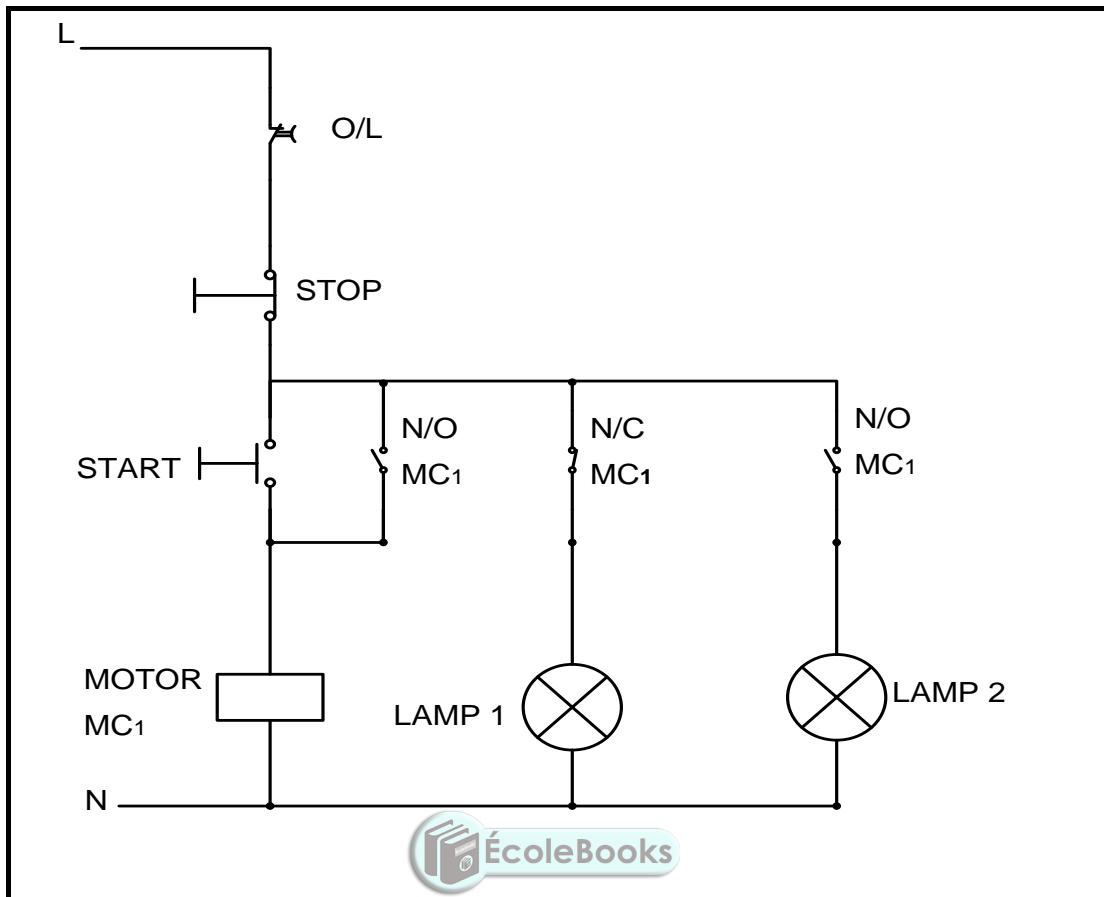 L
O/L
STOP
START
N/O
MC1
N/C
MC1
N/O
MC1
MOTOR
MC1
LAMP 1
LAMP 2
N
ÉcoleBooks